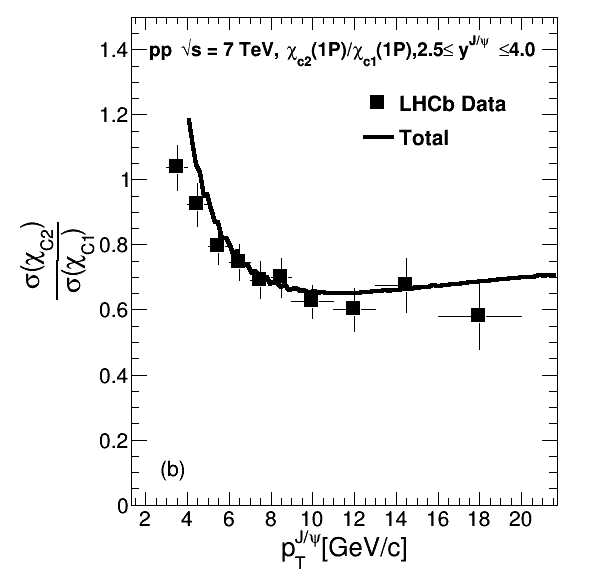 pp √s = 7 TeV, χc2(1P)/χc1(1P),2.5≤ y^J/ψ ≤4.0
LHCb Data
Total
σ(χC2)
σ(χC1)
1.4
1.2
1
0.8
0.6
0.4
0.2
0
(b)
2 4 6 8 10 12 14 16 18 20
p_T^J/ψ[GeV/c]